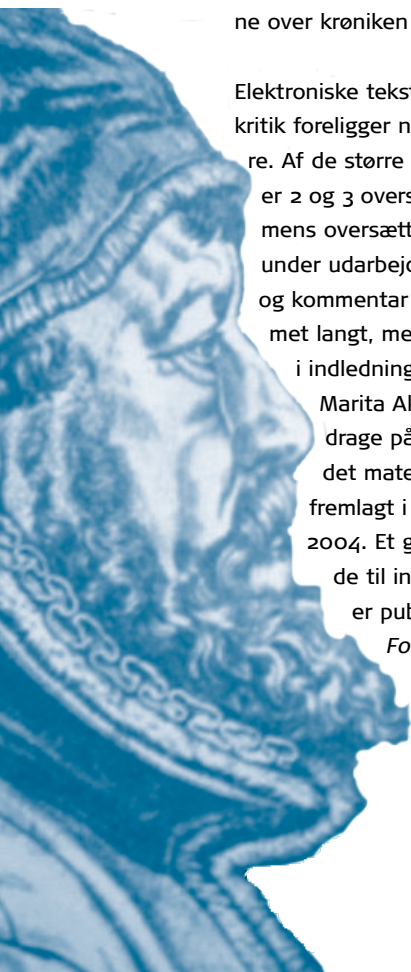 ne over krøniken
Elektroniske tekst
kritik foreligger n
re. Af de større
er 2 og 3 overs
mens oversætt
under udarbejd
og kommentar
met langt, me
i indledning
Marita Al
drage på
det mate
fremlagt i
2004. Et g
de til in
er pub
Fo